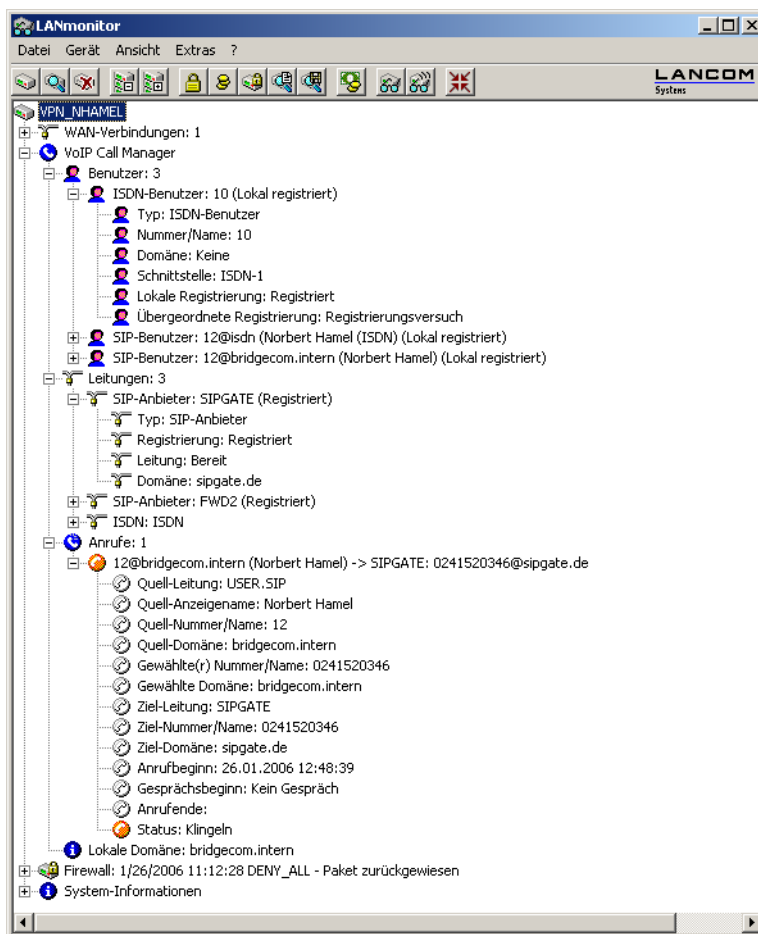 LANmonitor
Datei Gerät Ansicht Extras ?
LANCOM
Systems
VPN_NHAMEL
WAN-Verbindungen: 1
VoIP Call Manager
Benutzer: 3
ISDN-Benutzer: 10 (Lokal registriert)
Typ: ISDN-Benutzer
Nummer/Name: 10
Domäne: Keine
Schnittstelle: ISDN-1
Lokale Registrierung: Registriert
Übergeordnete Registrierung: Registrierungsversuch
SIP-Benutzer: 12@isdn (Norbert Hamel (ISDN) (Lokal registriert)
SIP-Benutzer: 12@bridgecom.intern (Norbert Hamel) (Lokal registriert)
Leitungen: 3
SIP-Anbieter: SIPGATE (Registriert)
Typ: SIP-Anbieter
Registrierung: Registriert
Leitung: Bereit
Domäne: sipgate.de
SIP-Anbieter: FWD2 (Registriert)
ISDN: ISDN
Anrufe: 1
12@bridgecom.intern (Norbert Hamel) -> SIPGATE: 0241520346@sipgate.de
Quell-Leitung: USER.SIP
Quell-Anzeigename: Norbert Hamel
Quell-Nummer/Name: 12
Quell-Domäne: bridgecom.intern
Gewählte(r) Nummer/Name: 0241520346
Gewählte Domäne: bridgecom.intern
Ziel-Leitung: SIPGATE
Ziel-Nummer/Name: 0241520346
Ziel-Domäne: sipgate.de
Anrufbeginn: 26.01.2006 12:48:39
Gesprächsbeginn: Kein Gespräch
Anrufende:
Status: Klingeln
Lokale Domäne: bridgecom.intern
Firewall: 1/26/2006 11:12:28 DENY_ALL - Paket zurückgewiesen
System-Informationen